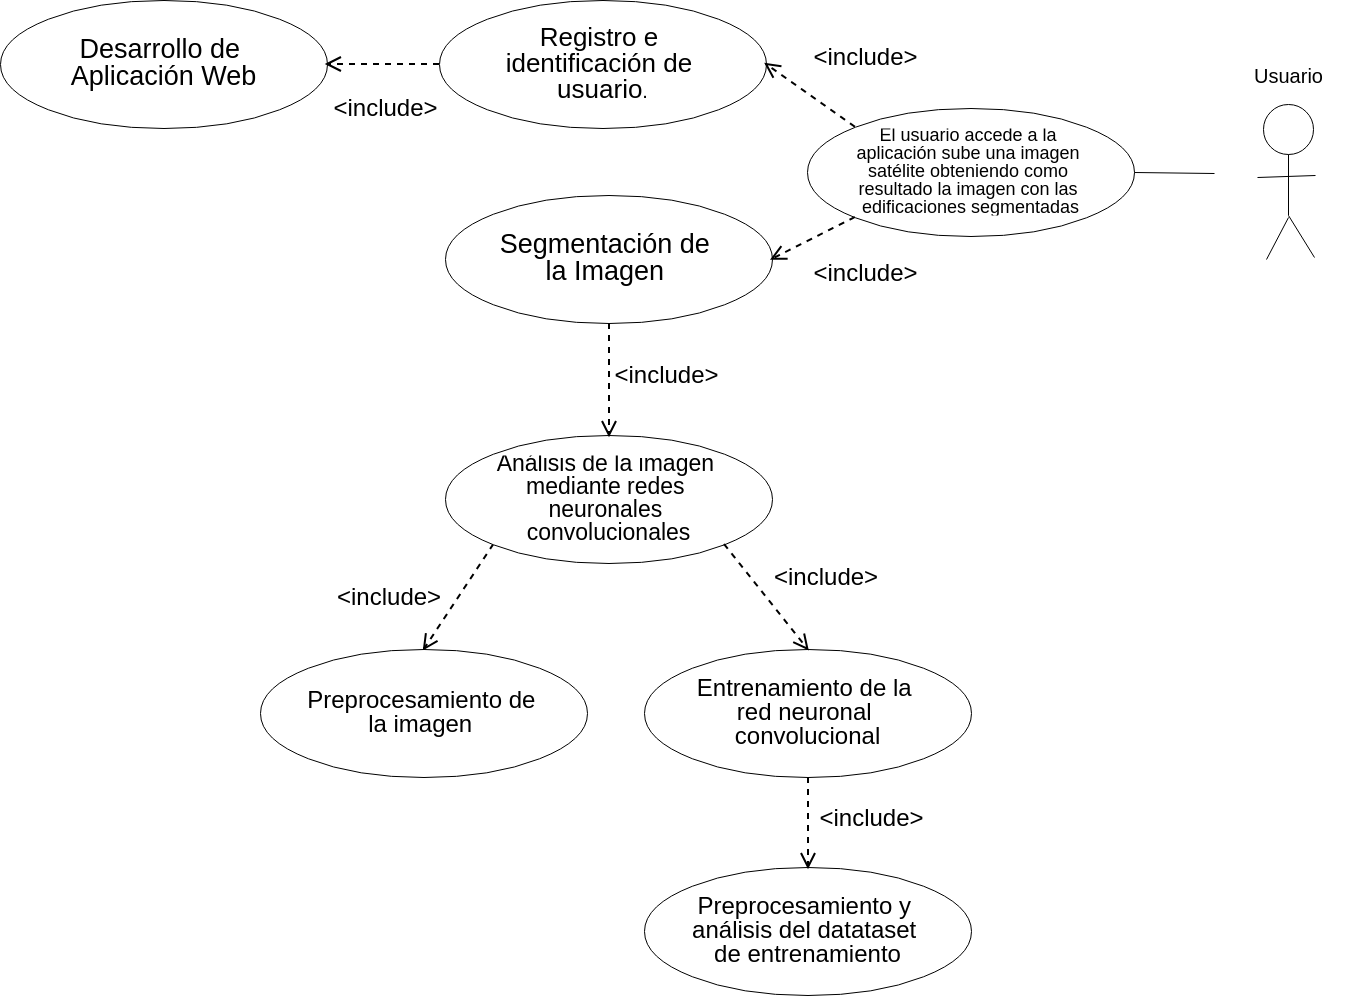 Desarrollo de
Aplicación Web
<include>
Registro e
identificación de
usuario.
<include>
Usuario
El usuario accede a la
aplicación sube una imagen
satélite obteniendo como
resultado la imagen con las
edificaciones segmentadas
<include>
Segmentación de
la Imagen
<include>
Análisis de la imagen
mediante redes
neuronales
convolucionales
<include>
<include>
Preprocesamiento de
la imagen
Entrenamiento de la
red neuronal
convolucional
<include>
Preprocesamiento y
análisis del datataset
de entrenamiento